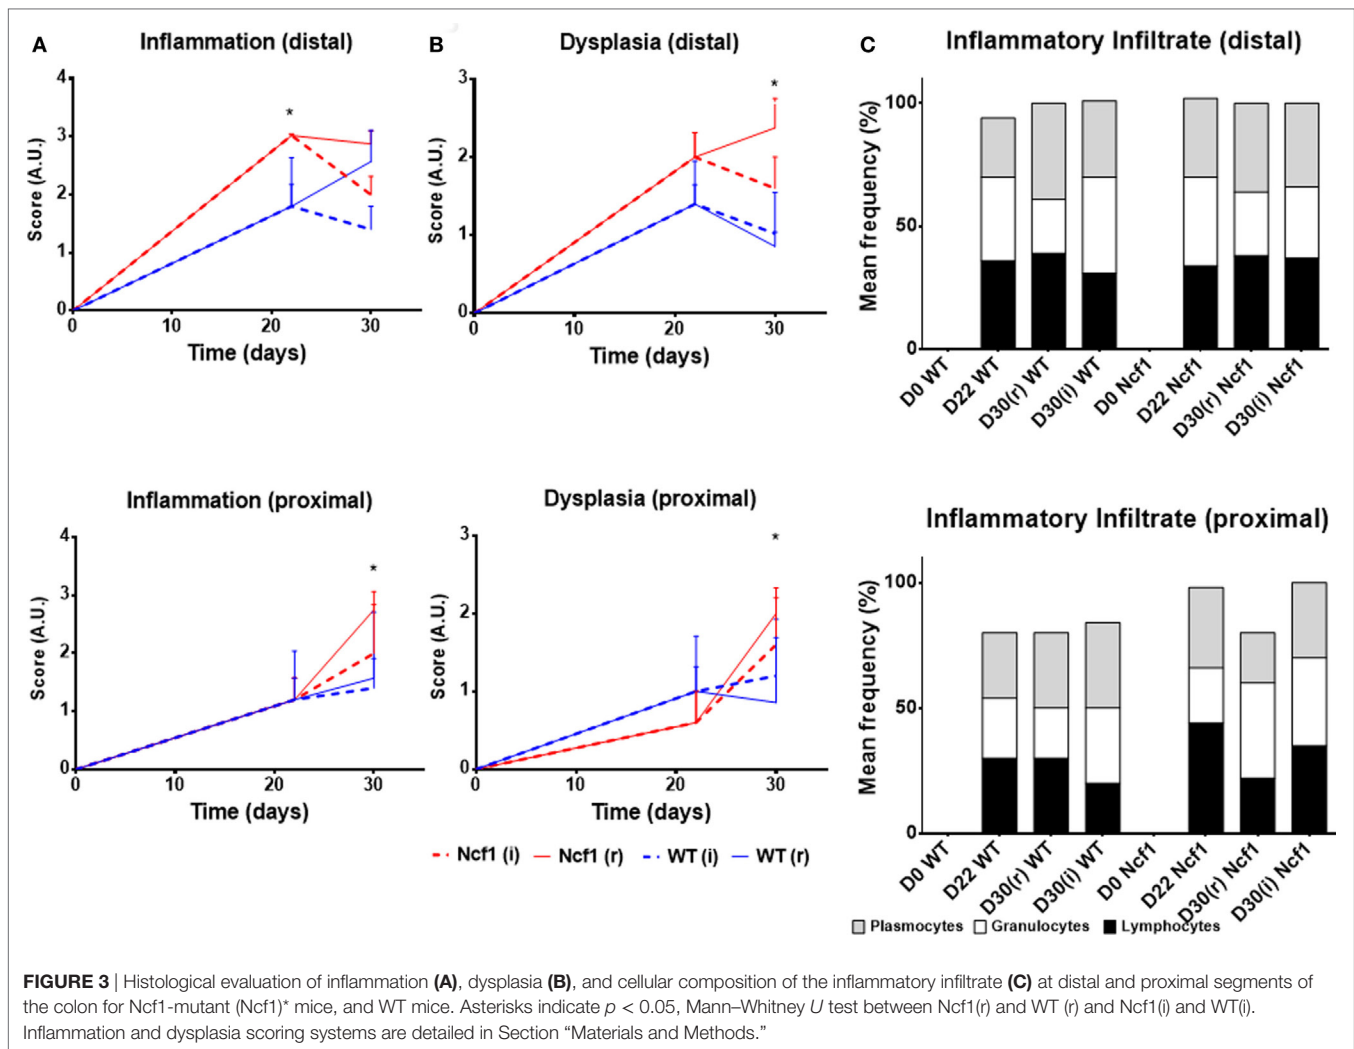 A Inflammation (distal)
*
Score (A.U.)
4
3
2
1
0
0 10 20 30
Time (days)
B Dysplasia (distal)
*
Score (A.U.)
3
2
1
0
0 10 20 30
Time (days)
C Inflammatory Infiltrate (distal)
Mean frequency (%)
100
50
0
D0 WT
D22 WT
D30(r) WT
D30(i) WT
D0 Ncf1
D22 Ncf1
D30(r) Ncf1
D30(i) Ncf1
Inflammation (proximal)
*
Score (A.U.)
4
3
2
1
0
0 10 20 30
Time (days)
Dysplasia (proximal)
*
3
2
1
0
Score (A.U.)
0 10 20 30
Time (days)
Ncf1 (i) Ncf1 (r) WT (i) WT (r)
Inflammatory Infiltrate (proximal)
Mean frequency (%)
100
50
0
D0 WT
D22 WT
D30(r) WT
D30(i) WT
D0 Ncf1
D22 Ncf1
D30(r) Ncf1
D30(i) Ncf1
Plasmocytes Granulocytes Lymphocytes
FIGURE 3 | Histological evaluation of inflammation (A), dysplasia (B), and cellular composition of the inflammatory infiltrate (C) at distal and proximal segments of
the colon for Ncf1-mutant (Ncf1)* mice, and WT mice. Asterisks indicate p < 0.05, Mann–Whitney U test between Ncf1(r) and WT (r) and Ncf1(i) and WT(i).
Inflammation and dysplasia scoring systems are detailed in Section “Materials and Methods.”